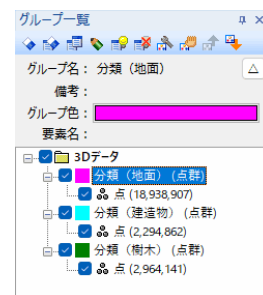 グループ一覧
グループ名： 分類（地面）
備考：
グループ色：
要素名：
3Dデータ
分類（地面）（点群）
点 (18,938,907)
分類（建造物）（点群）
点 (2,294,862)
分類（樹木）（点群）
点 (2,964,141)